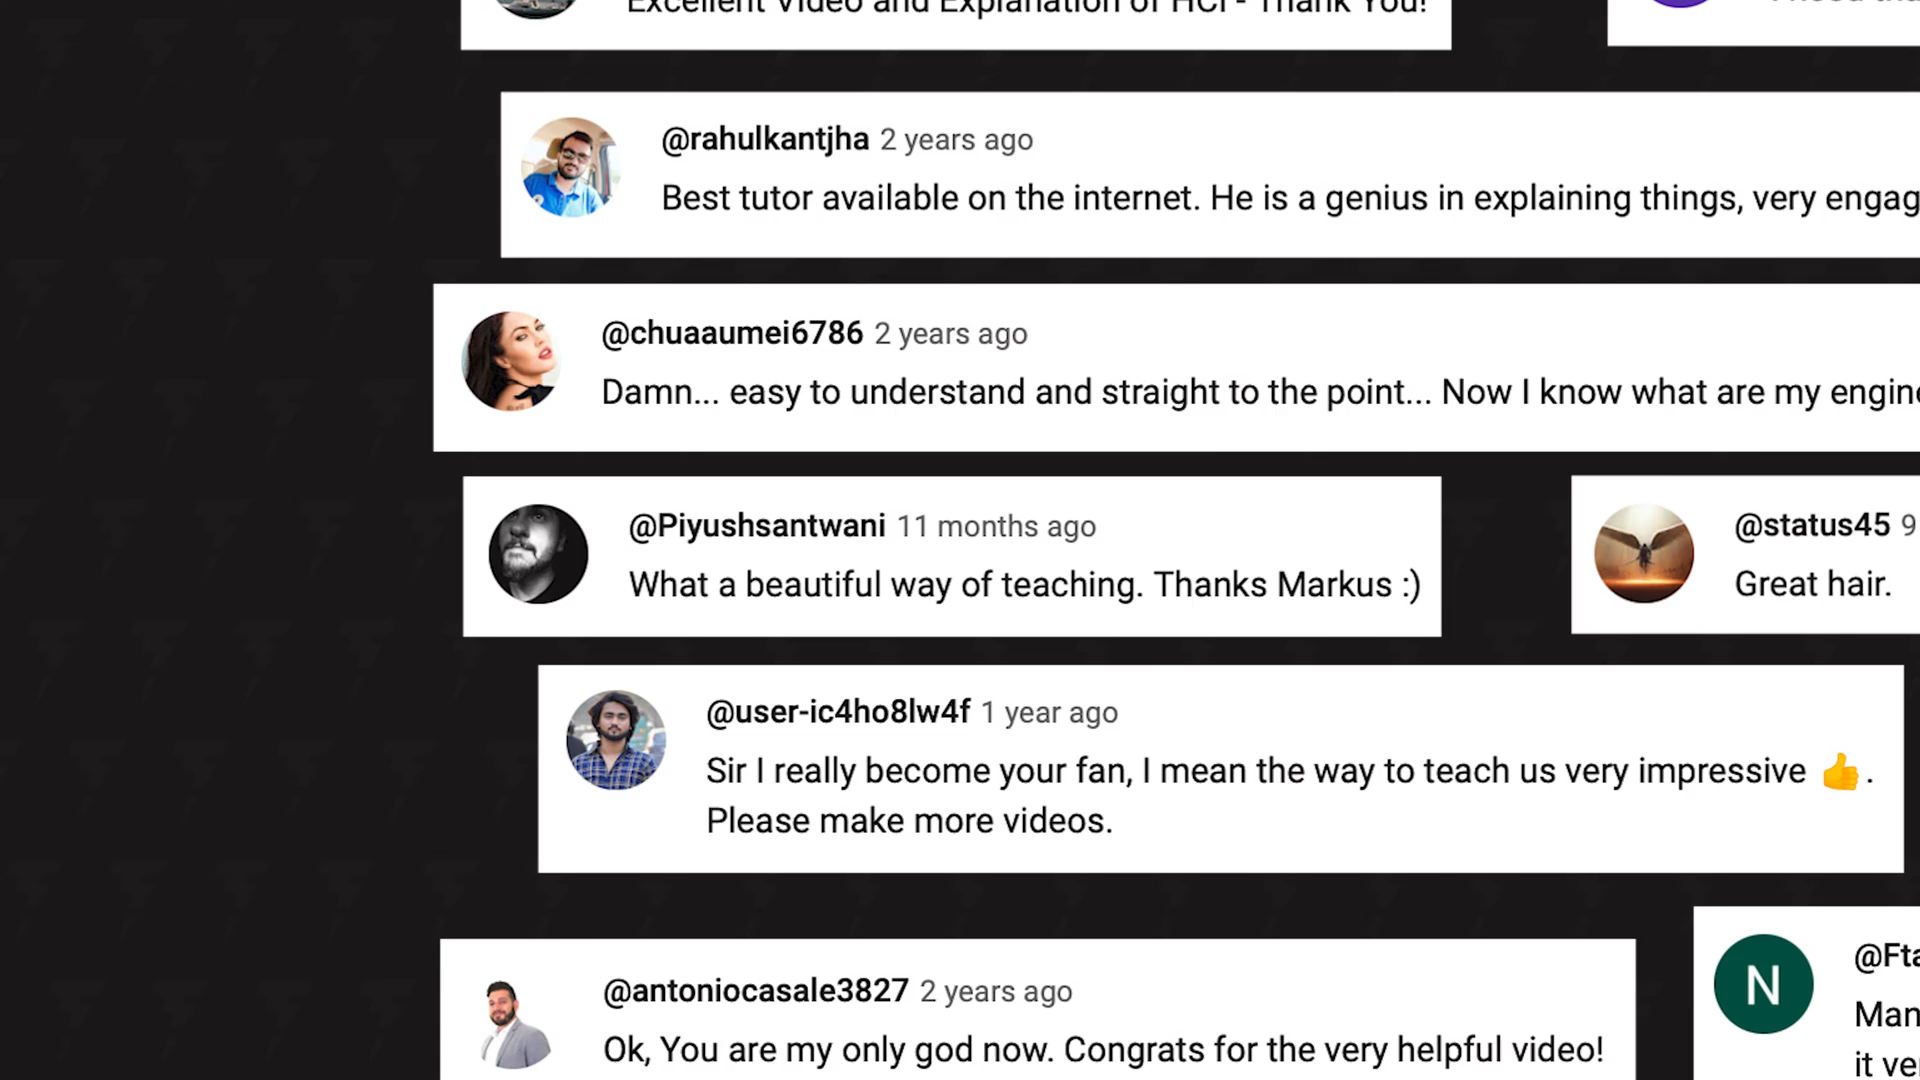 Excellent Video and Explanation of HCI - Thank You!
@rahulkantjha 2 years ago
Best tutor available on the internet. He is a genius in explaining things, very engag
@chuaaumei6786 2 years ago
Damn... easy to understand and straight to the point... Now I know what are my engine
@Piyushsantwani 11 months ago
What a beautiful way of teaching. Thanks Markus :)
@status45 9
Great hair.
@user-ic4ho8lw4f 1 year ago
Sir I really become your fan, I mean the way to teach us very impressive 👍.
Please make more videos.
@antoniocasale3827 2 years ago
Ok, You are my only god now. Congrats for the very helpful video!
N
@Fta
Man
it ve